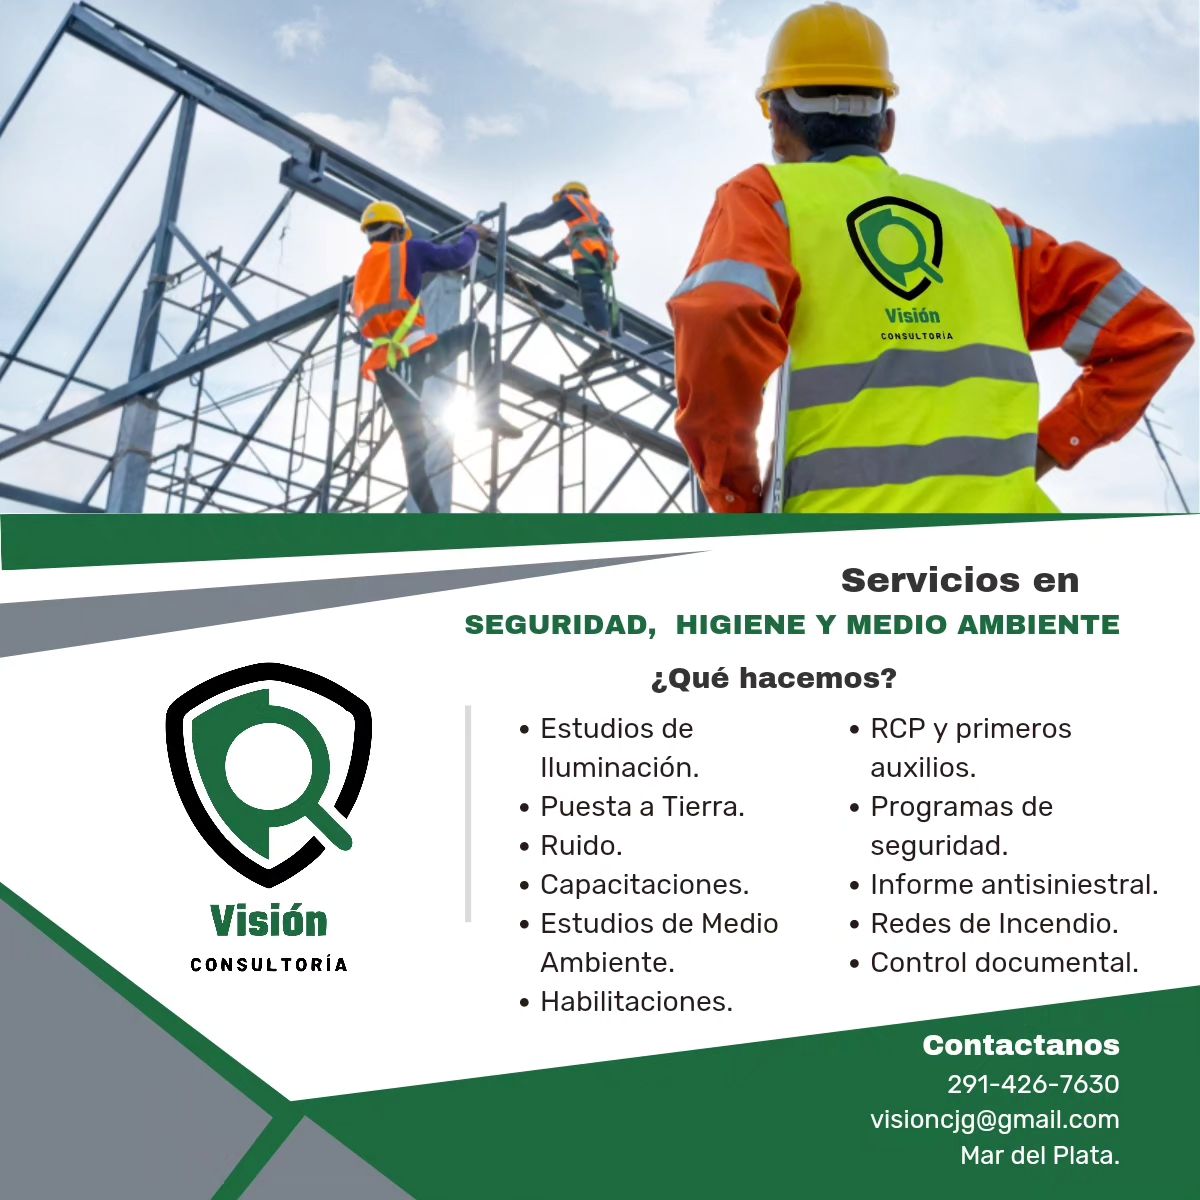 Visión
CONSULTORÍA
Servicios en
SEGURIDAD, HIGIENE Y MEDIO AMBIENTE
¿Qué hacemos?
• Estudios de
Iluminación.
• Puesta a Tierra.
• Ruido.
• Capacitaciones.
• Estudios de Medio
Ambiente.
• Habilitaciones.
• RCP y primeros
auxilios.
• Programas de
seguridad.
• Informe antisiniestral.
• Redes de Incendio.
• Control documental.
Visión
CONSULTORÍA
Contactanos
291-426-7630
visioncjg@gmail.com
Mar del Plata.